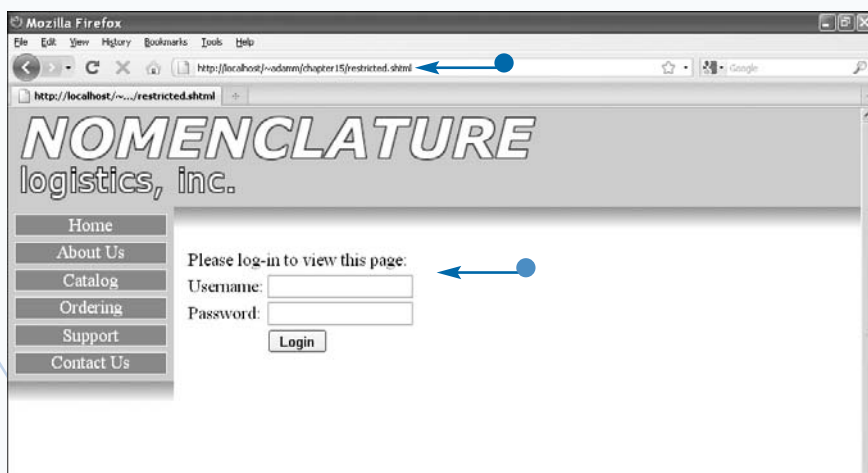 Mozilla Firefox
File Edit View History Bookmarks Tools Help
http://localhost/~adamm/chapter15/restricted.shtml
Google
http://localhost/~.../restricted.shtml
NOMENCLATURE
logistics, inc.
Home
About Us
Catalog
Ordering
Support
Contact Us
Please log-in to view this page:
Username:
Password:
Login